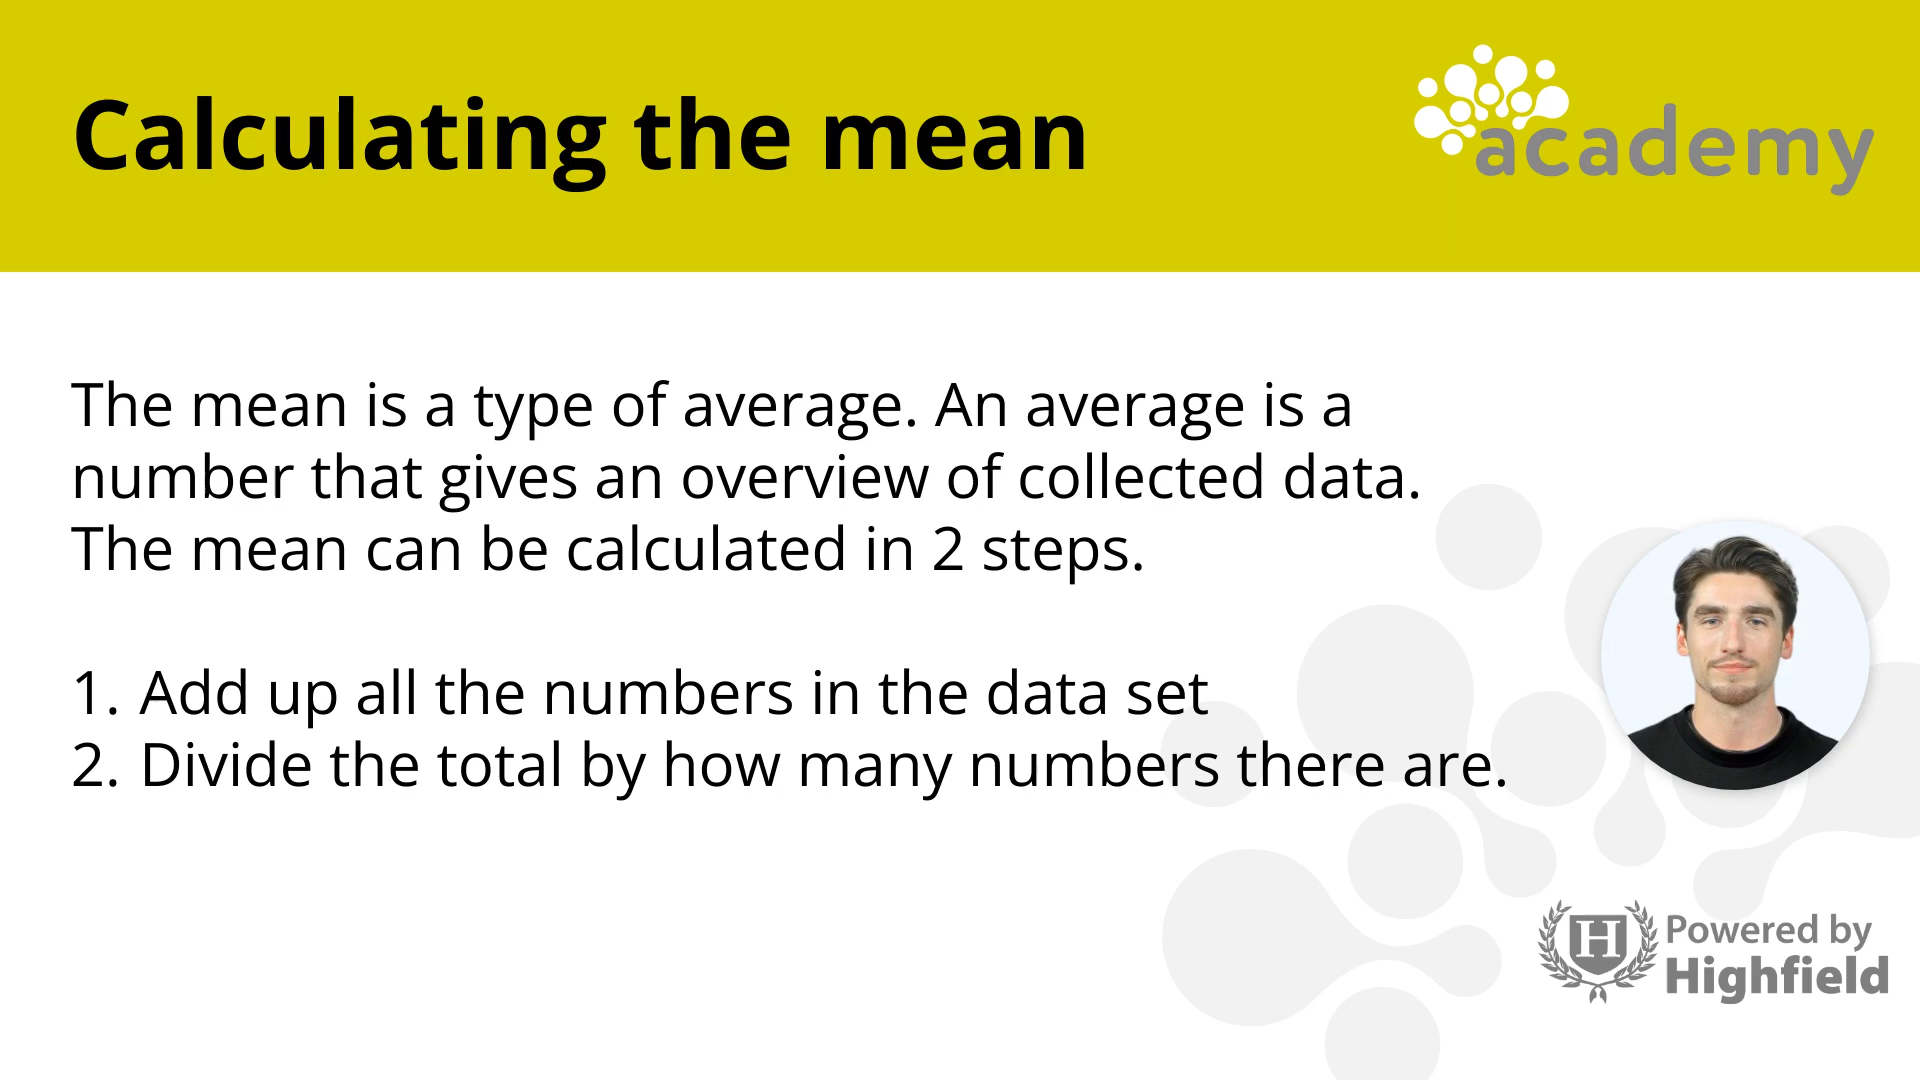 Calculating the mean
academy
The mean is a type of average. An average is a
number that gives an overview of collected data.
The mean can be calculated in 2 steps.
1. Add up all the numbers in the data set
2. Divide the total by how many numbers there are.
H
Powered by
Highfield